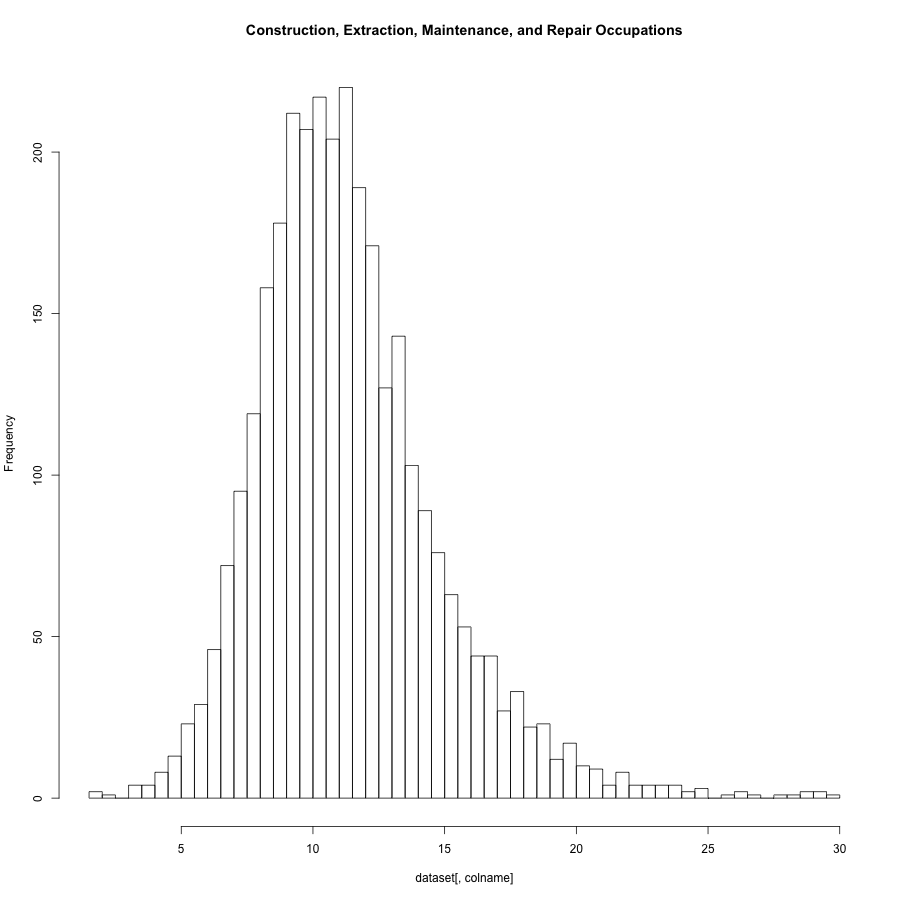 Construction, Extraction, Maintenance, and Repair Occupations
200
150
100
50
0
Frequency
5 10 15 20 25 30
dataset[, colname]